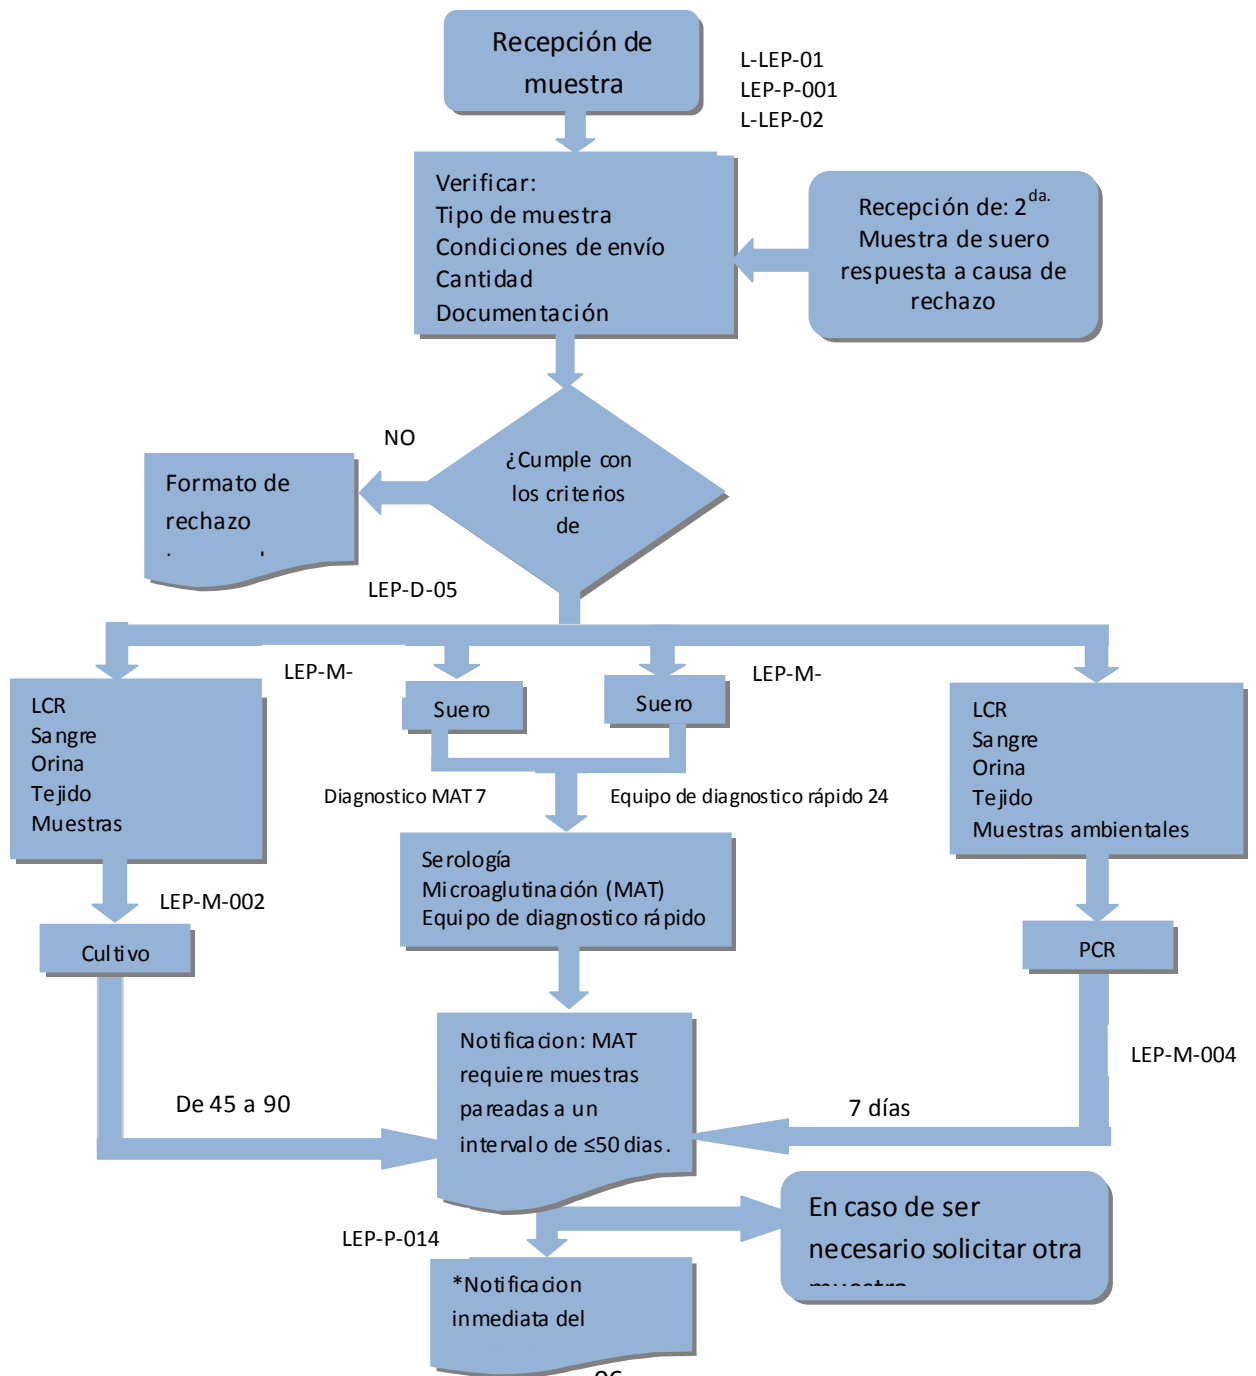 Recepción de
muestra
L-LEP-01
LEP-P-001
L-LEP-02
Verificar:
Tipo de muestra
Condiciones de envío
Cantidad
Documentación
Recepción de: 2da.
Muestra de suero
respuesta a causa de
rechazo
NO
¿Cumple con
los criterios
de
Formato de
rechazo
LEP-D-05
LEP-M-
LEP-M-
LCR
Sangre
Orina
Tejido
Muestras
Suero
Suero
LCR
Sangre
Orina
Tejido
Muestras ambientales
Diagnostico MAT 7
Equipo de diagnostico rápido 24
Serología
Microaglutinación (MAT)
Equipo de diagnostico rápido
LEP-M-002
Cultivo
PCR
Notificacion: MAT
requiere muestras
pareadas a un
intervalo de ≤50 dias.
LEP-M-004
De 45 a 90
7 días
LEP-P-014
En caso de ser
necesario solicitar otra
muestra
*Notificacion
inmediata del